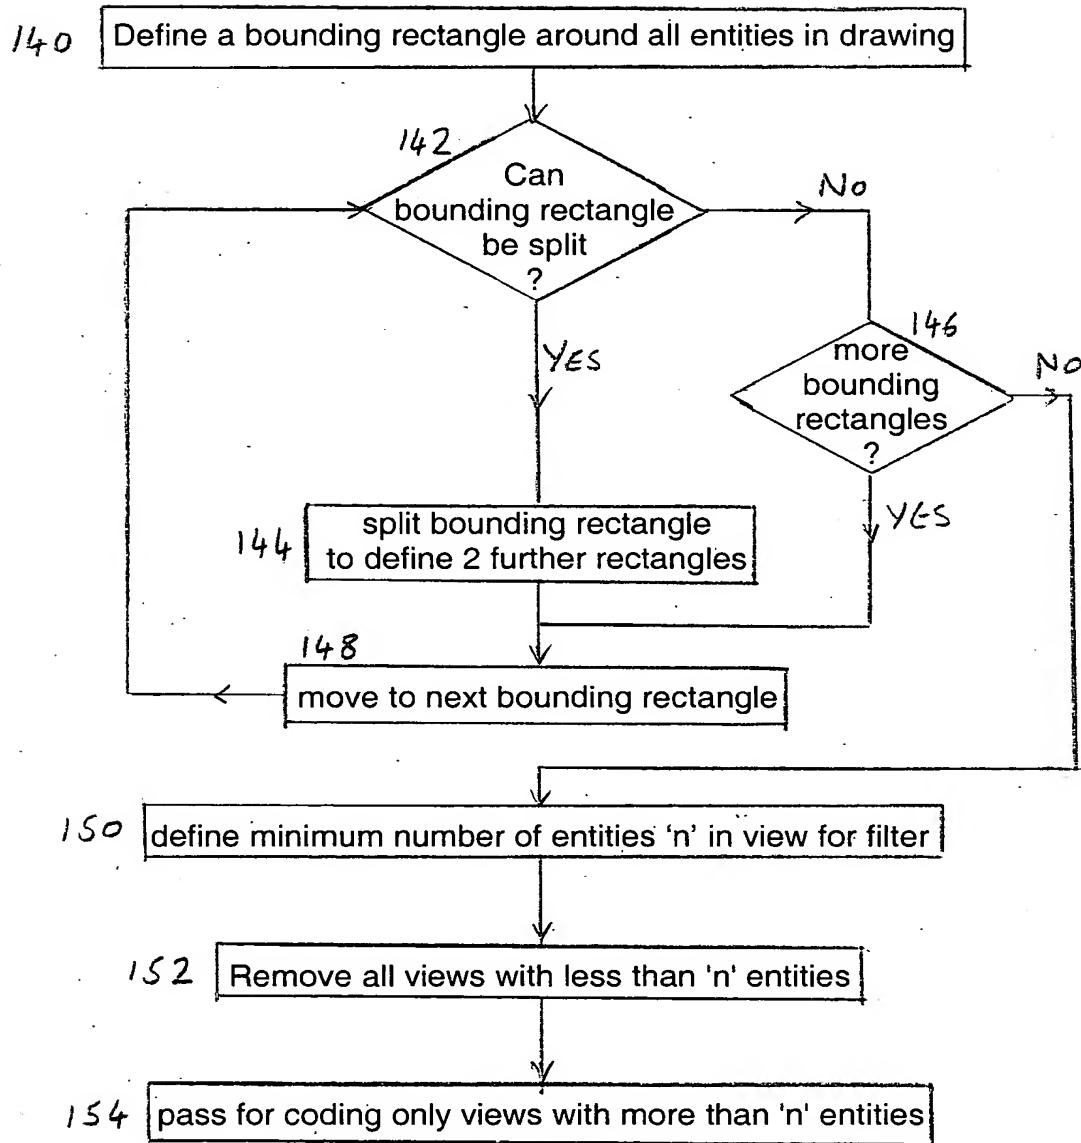 140 Define a bounding rectangle around all entities in drawing
142
Can
bounding rectangle
be split
?
No
YES
146
more
bounding
rectangles
?
No
YES
144
split bounding rectangle
to define 2 further rectangles
148
move to next bounding rectangle
150 define minimum number of entities 'n' in view for filter
152 Remove all views with less than 'n' entities
154 pass for coding only views with more than 'n' entities